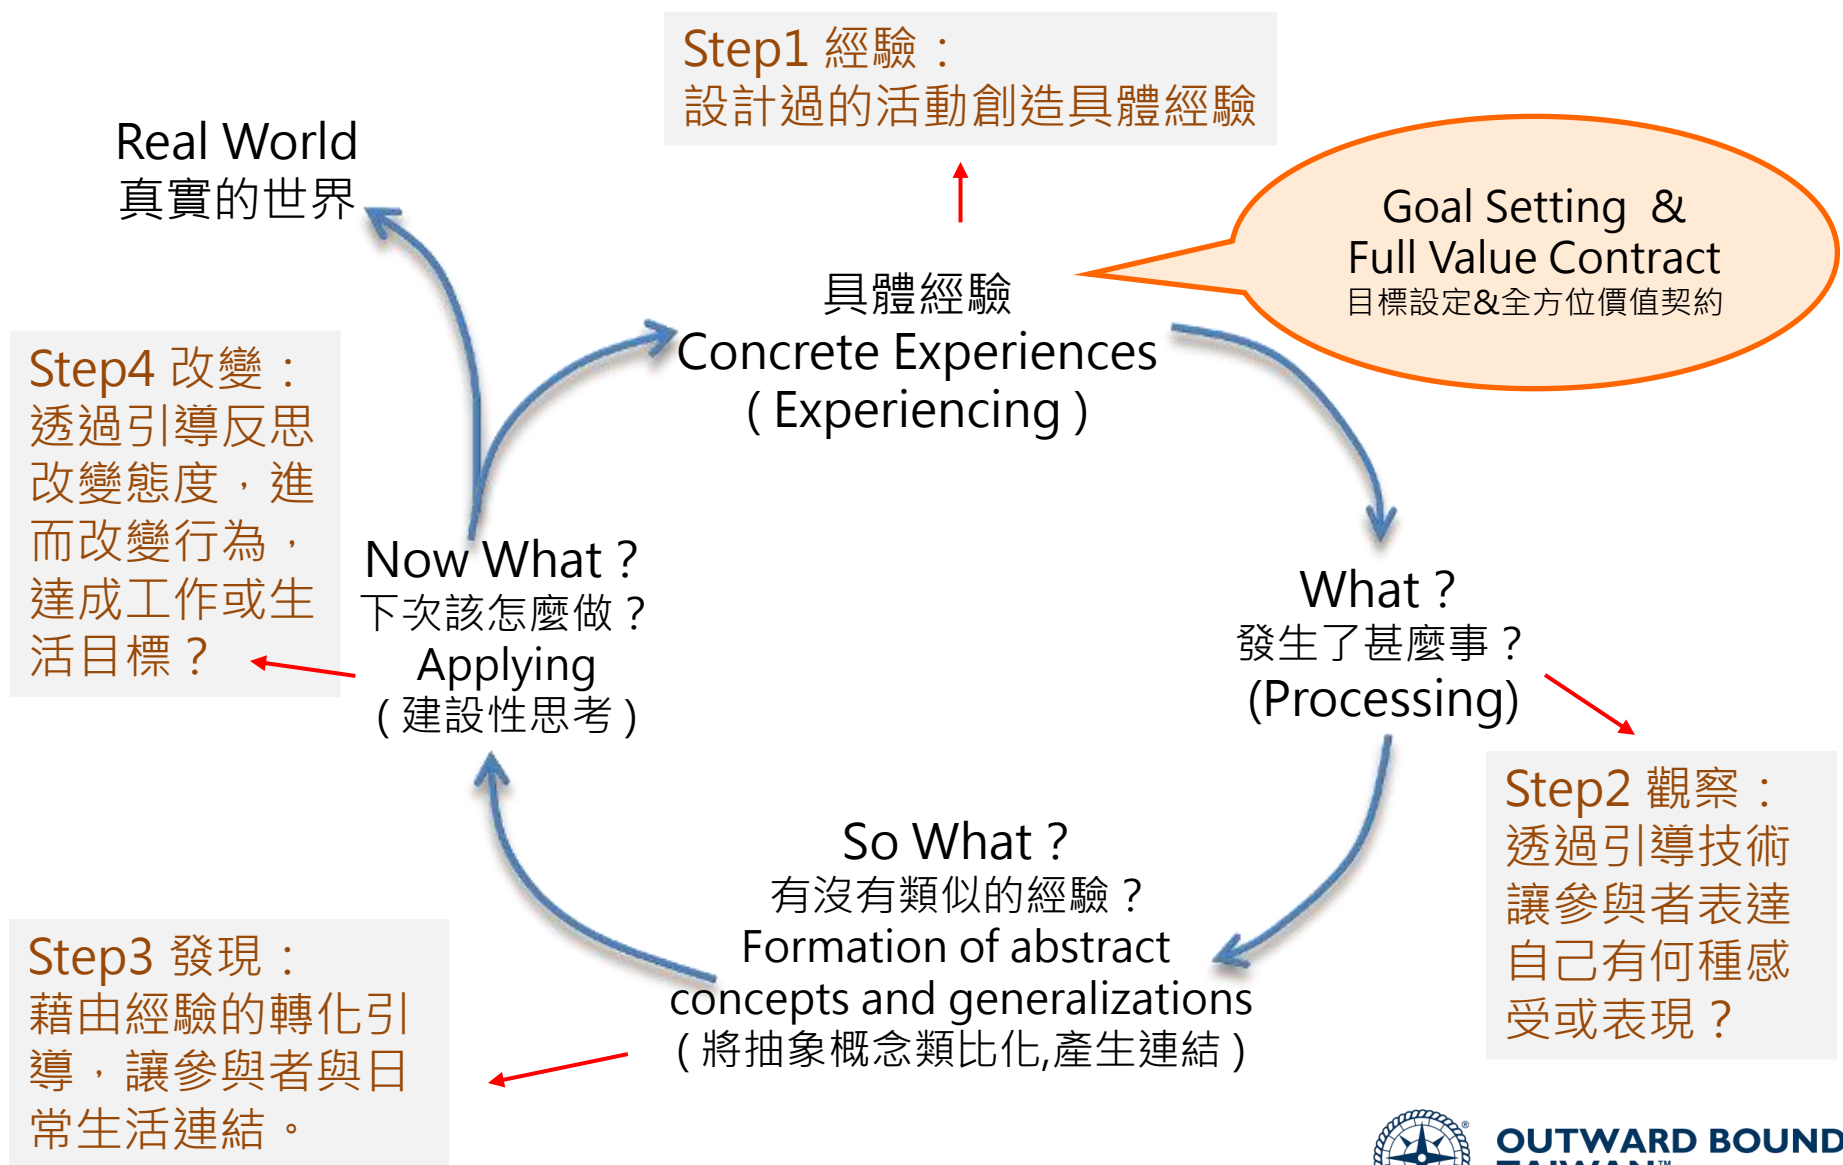 Step1 經驗：
設計過的活動創造具體經驗
Real World
真實的世界
Goal Setting &
Full Value Contract
目標設定&全方位價值契約
具體經驗
Concrete Experiences
( Experiencing )
Step4 改變：
透過引導反思
改變態度，進
而改變行為，
達成工作或生
活目標？
Now What？
下次該怎麼做？
Applying
( 建設性思考 )
What？
發生了甚麼事？
(Processing)
Step2 觀察：
透過引導技術
讓參與者表達
自己有何種感
受或表現？
So What？
有沒有類似的經驗？
Formation of abstract
concepts and generalizations
( 將抽象概念類比化,產生連結 )
Step3 發現：
藉由經驗的轉化引
導，讓參與者與日
常生活連結。
OUTWARD BOUND
TAIWAN™